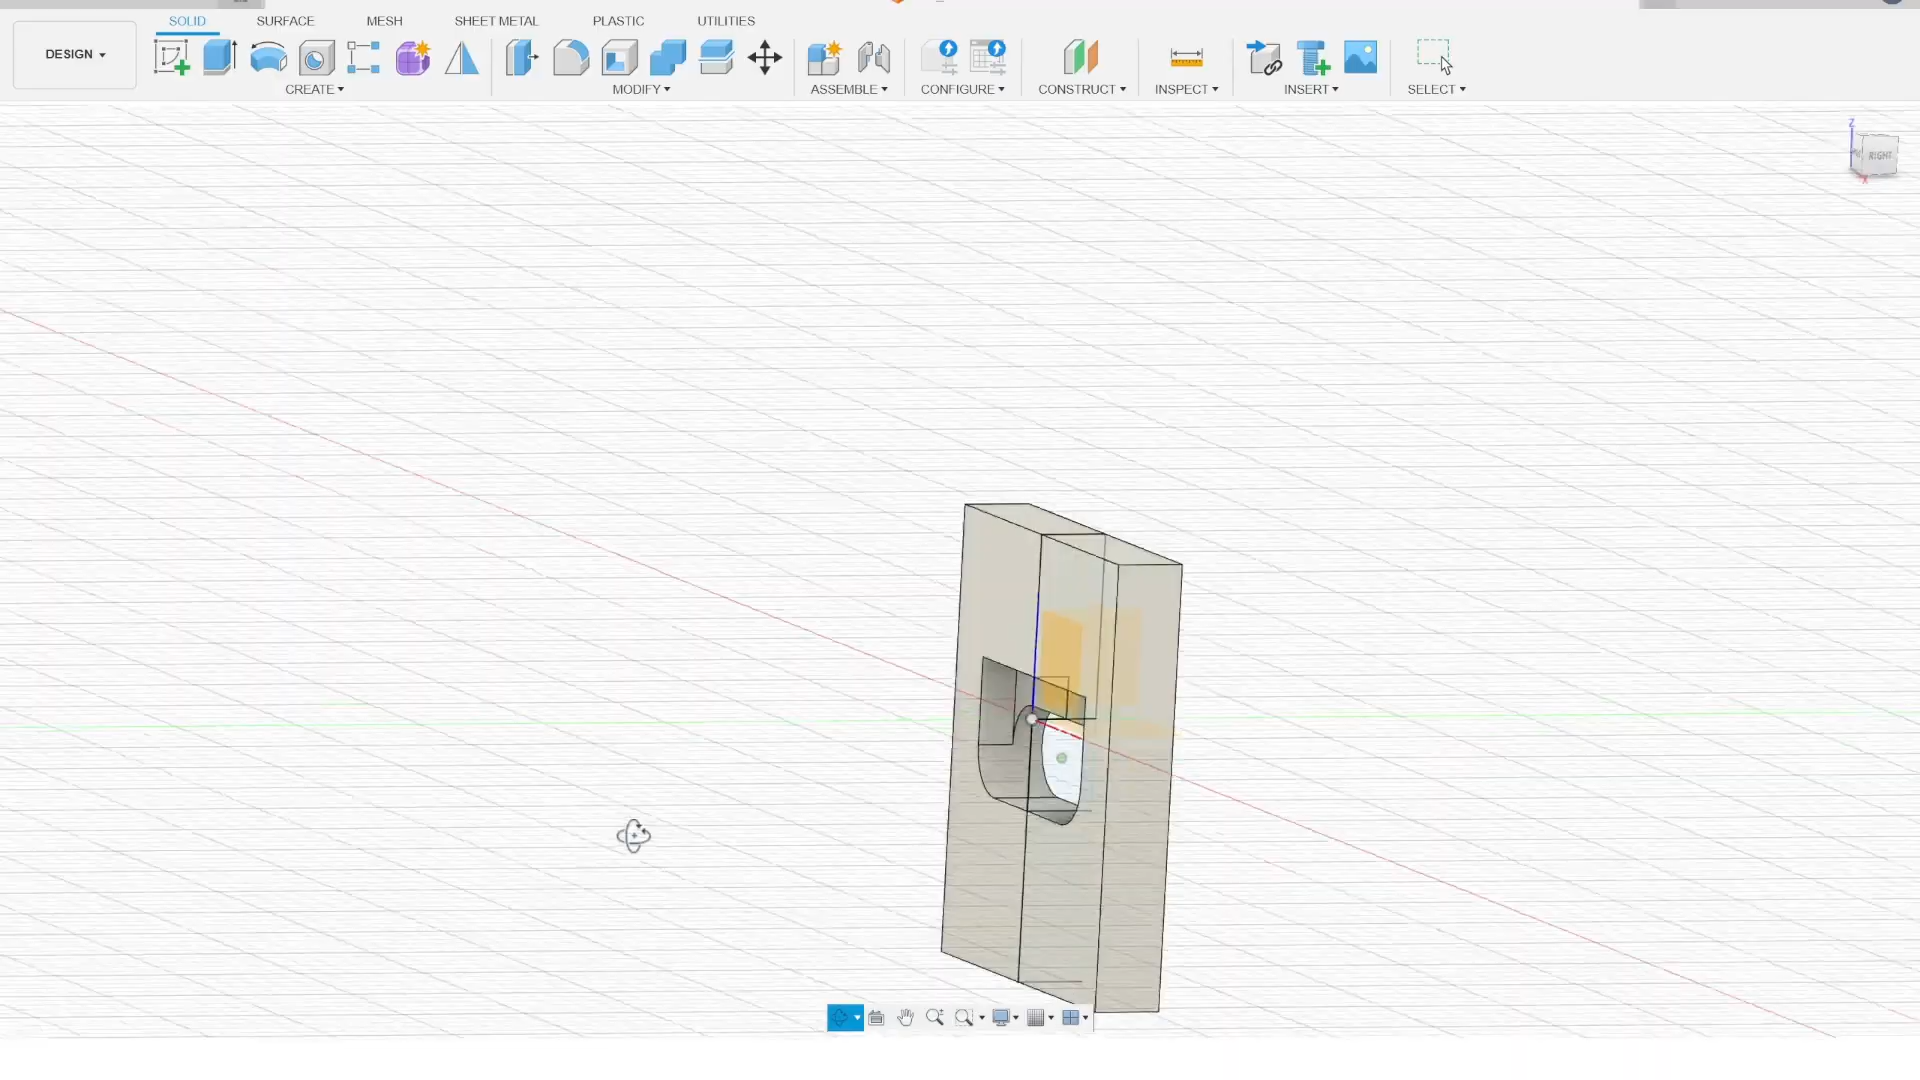 SOLID SURFACE MESH SHEET METAL PLASTIC UTILITIES
DESIGN
CREATE MODIFY ASSEMBLE CONFIGURE CONSTRUCT INSPECT INSERT SELECT
Z
RIGHT
X